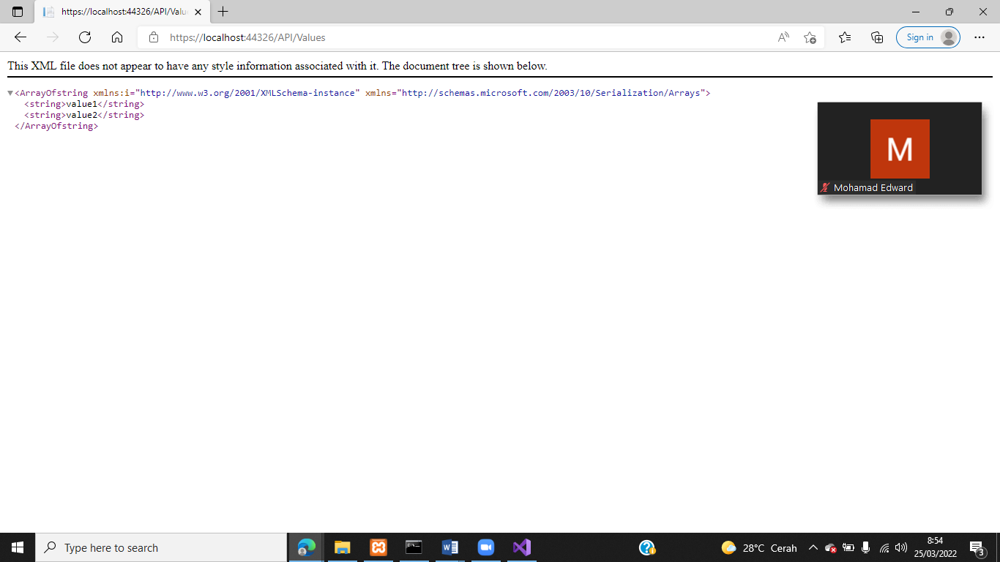 https://localhost:44326/API/Valu
https://localhost:44326/API/Values
Sign in
This XML file does not appear to have any style information associated with it. The document tree is shown below.
<ArrayOfstring xmlns:i="http://www.w3.org/2001/XMLSchema-instance" xmlns="http://schemas.microsoft.com/2003/10/Serialization/Arrays">
<string>value1</string>
<string>value2</string>
</ArrayOfstring>
M
Mohamad Edward
Type here to search
28°C Cerah
8:54
25/03/2022
3